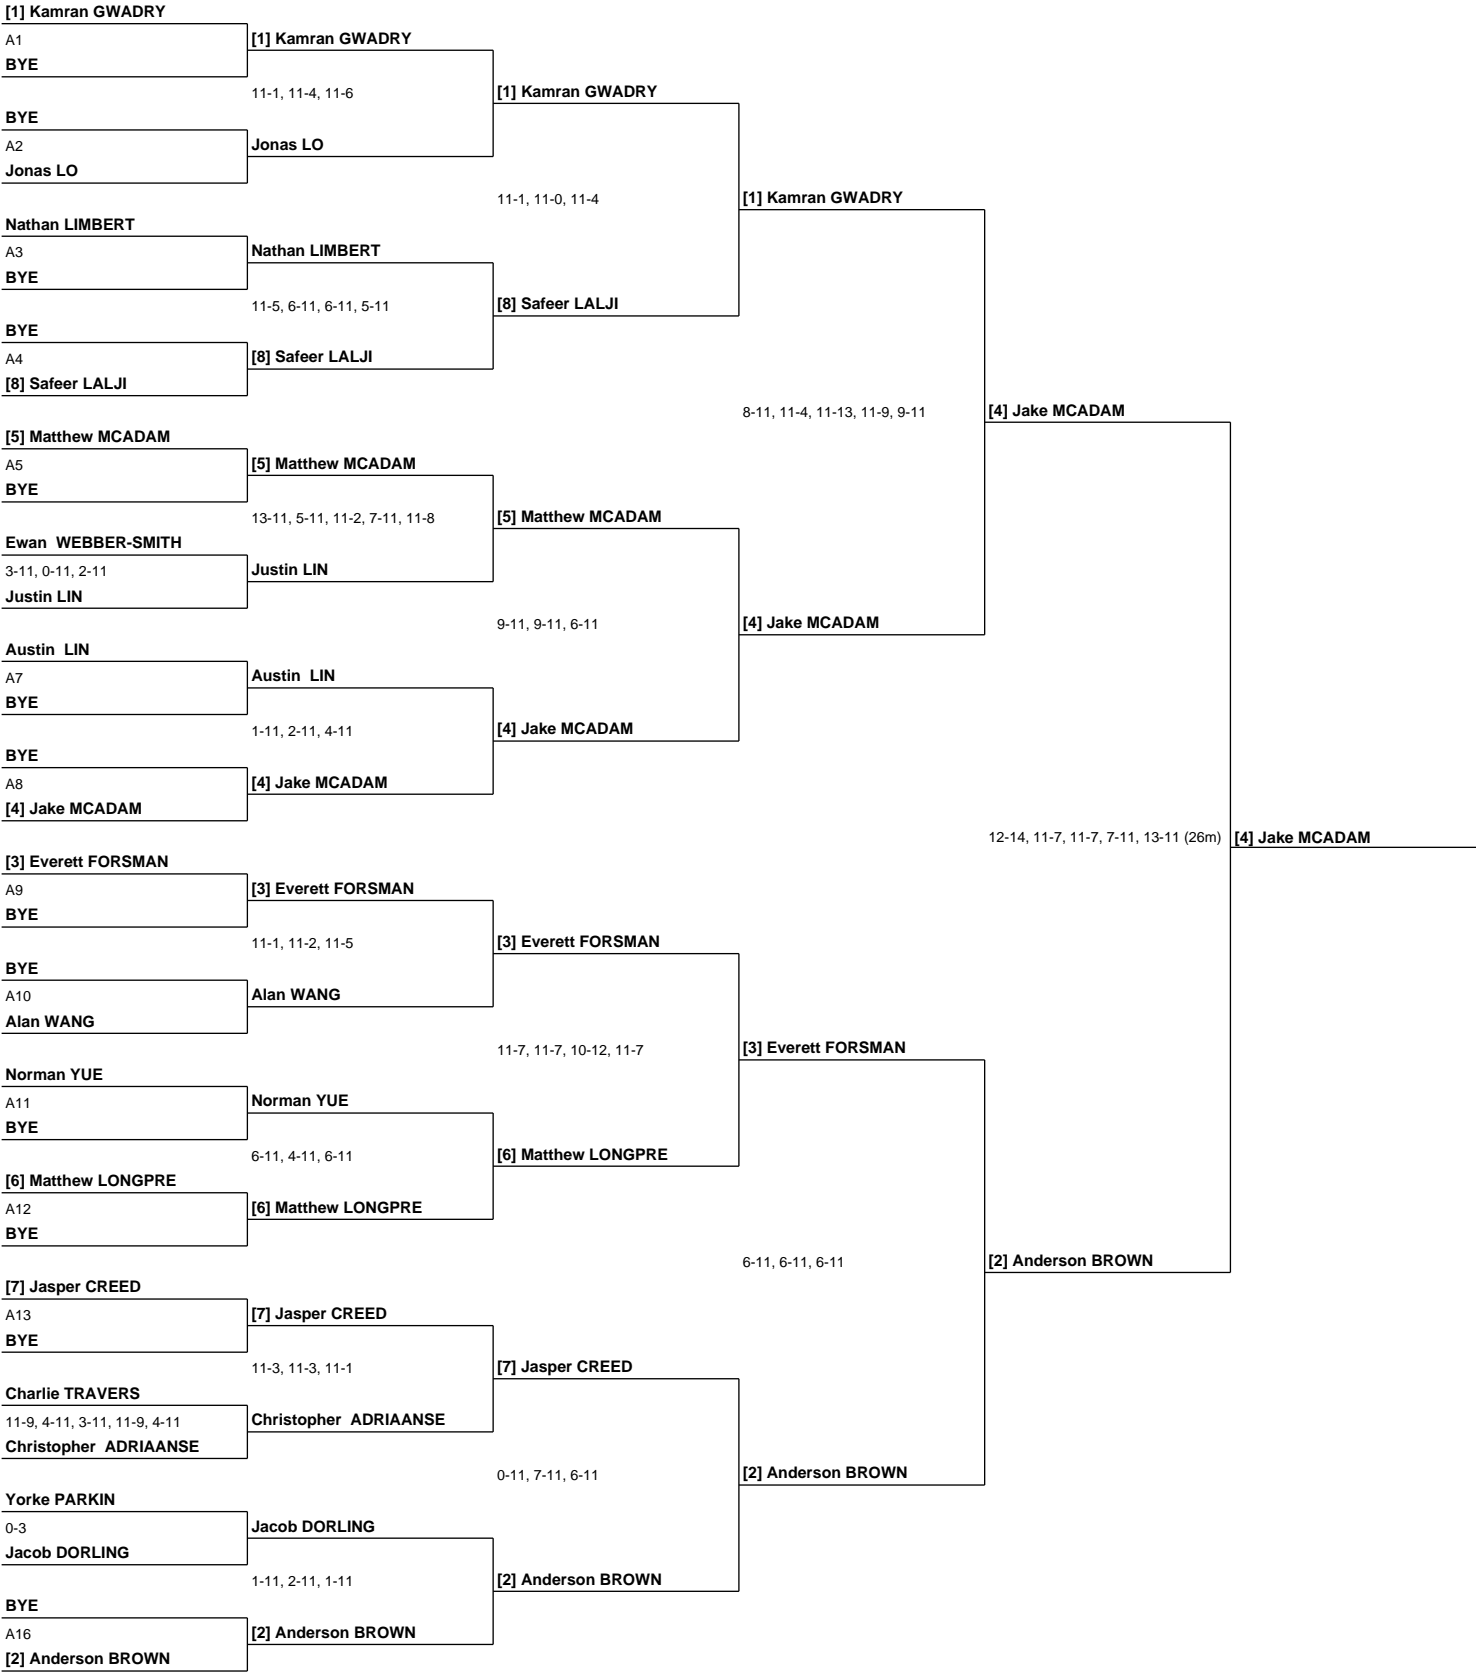 [1] Kamran GWADRY
A1
[1] Kamran GWADRY
BYE
11-1, 11-4, 11-6
[1] Kamran GWADRY
BYE
A2
Jonas LO
Jonas LO
11-1, 11-0, 11-4
[1] Kamran GWADRY
Nathan LIMBERT
A3
Nathan LIMBERT
BYE
11-5, 6-11, 6-11, 5-11
[8] Safeer LALJI
BYE
A4
[8] Safeer LALJI
[8] Safeer LALJI
8-11, 11-4, 11-13, 11-9, 9-11
[4] Jake MCADAM
[5] Matthew MCADAM
A5
[5] Matthew MCADAM
BYE
13-11, 5-11, 11-2, 7-11, 11-8
[5] Matthew MCADAM
Ewan  WEBBER-SMITH
3-11, 0-11, 2-11
Justin LIN
Justin LIN
9-11, 9-11, 6-11
[4] Jake MCADAM
Austin  LIN
A7
Austin  LIN
BYE
1-11, 2-11, 4-11
[4] Jake MCADAM
BYE
A8
[4] Jake MCADAM
[4] Jake MCADAM
12-14, 11-7, 11-7, 7-11, 13-11 (26m)
[4] Jake MCADAM
[3] Everett FORSMAN
A9
[3] Everett FORSMAN
BYE
11-1, 11-2, 11-5
[3] Everett FORSMAN
BYE
A10
Alan WANG
Alan WANG
11-7, 11-7, 10-12, 11-7
[3] Everett FORSMAN
Norman YUE
A11
Norman YUE
BYE
6-11, 4-11, 6-11
[6] Matthew LONGPRE
[6] Matthew LONGPRE
A12
[6] Matthew LONGPRE
BYE
6-11, 6-11, 6-11
[2] Anderson BROWN
[7] Jasper CREED
A13
[7] Jasper CREED
BYE
11-3, 11-3, 11-1
[7] Jasper CREED
Charlie TRAVERS
11-9, 4-11, 3-11, 11-9, 4-11
Christopher  ADRIAANSE
Christopher  ADRIAANSE
0-11, 7-11, 6-11
[2] Anderson BROWN
Yorke PARKIN
0-3
Jacob DORLING
Jacob DORLING
1-11, 2-11, 1-11
[2] Anderson BROWN
BYE
A16
[2] Anderson BROWN
[2] Anderson BROWN